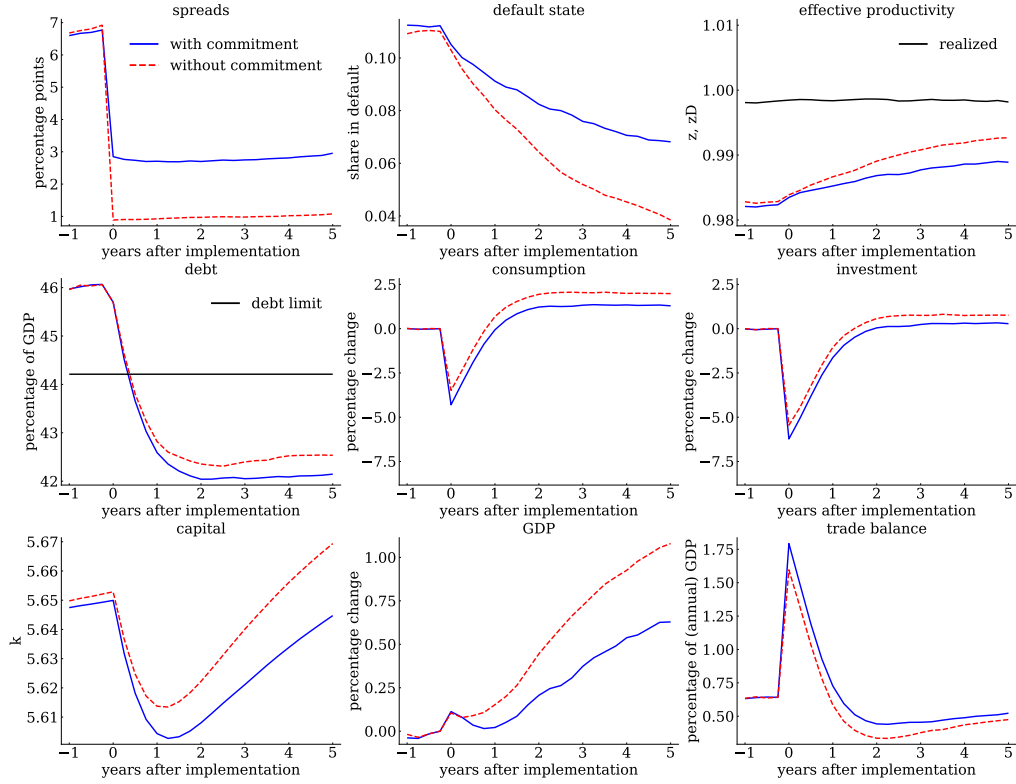 spreads
7
6
5
4
3
2
1
percentage points
with commitment
without commitment
−1 0 1 2 3 4 5
years after implementation
default state
0.10
0.08
0.06
0.04
share in default
−1 0 1 2 3 4 5
years after implementation
effective productivity
1.01
1.00
0.99
0.98
z, zD
realized
−1 0 1 2 3 4 5
years after implementation
debt
46
45
44
43
42
percentage of GDP
debt limit
−1 0 1 2 3 4 5
years after implementation
consumption
2.5
0.0
−2.5
−5.0
−7.5
percentage change
−1 0 1 2 3 4 5
years after implementation
investment
2.5
0.0
−2.5
−5.0
−7.5
percentage change
−1 0 1 2 3 4 5
years after implementation
capital
5.67
5.66
5.65
5.64
5.63
5.62
5.61
k
−1 0 1 2 3 4 5
years after implementation
GDP
1.00
0.75
0.50
0.25
0.00
percentage change
−1 0 1 2 3 4 5
years after implementation
trade balance
1.75
1.50
1.25
1.00
0.75
0.50
percentage of (annual) GDP
−1 0 1 2 3 4 5
years after implementation